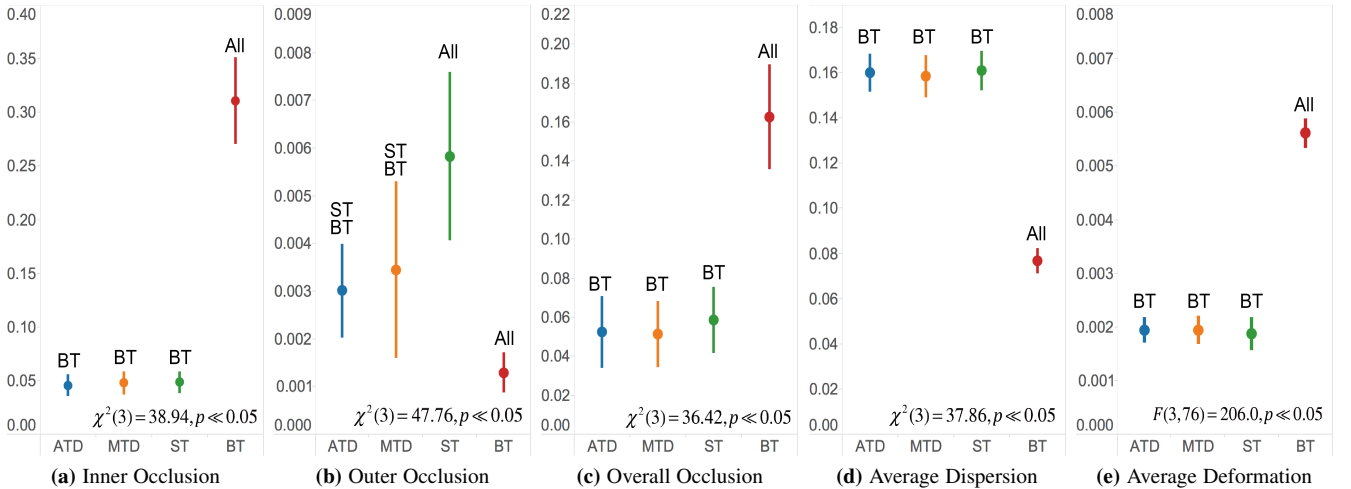 0.40
0.35
0.30
0.25
0.20
0.15
0.10
0.05
0.00
All
BT
BT
BT
χ²(3)=38.94, p≪0.05
ATD MTD ST BT
(a) Inner Occlusion
0.009
0.008
0.007
0.006
0.005
0.004
0.003
0.002
0.001
0.000
All
ST
BT
ST
BT
All
χ²(3)=47.76, p≪0.05
ATD MTD ST BT
(b) Outer Occlusion
0.22
0.20
0.18
0.16
0.14
0.12
0.10
0.08
0.06
0.04
0.02
0.00
All
BT
BT
BT
χ²(3)=36.42, p≪0.05
ATD MTD ST BT
(c) Overall Occlusion
0.18
0.16
0.14
0.12
0.10
0.08
0.06
0.04
0.02
0.00
BT BT BT
All
χ²(3)=37.86, p≪0.05
ATD MTD ST BT
(d) Average Dispersion
0.008
0.007
0.006
0.005
0.004
0.003
0.002
0.001
0.000
All
BT BT BT
F(3,76)=206.0, p≪0.05
ATD MTD ST BT
(e) Average Deformation